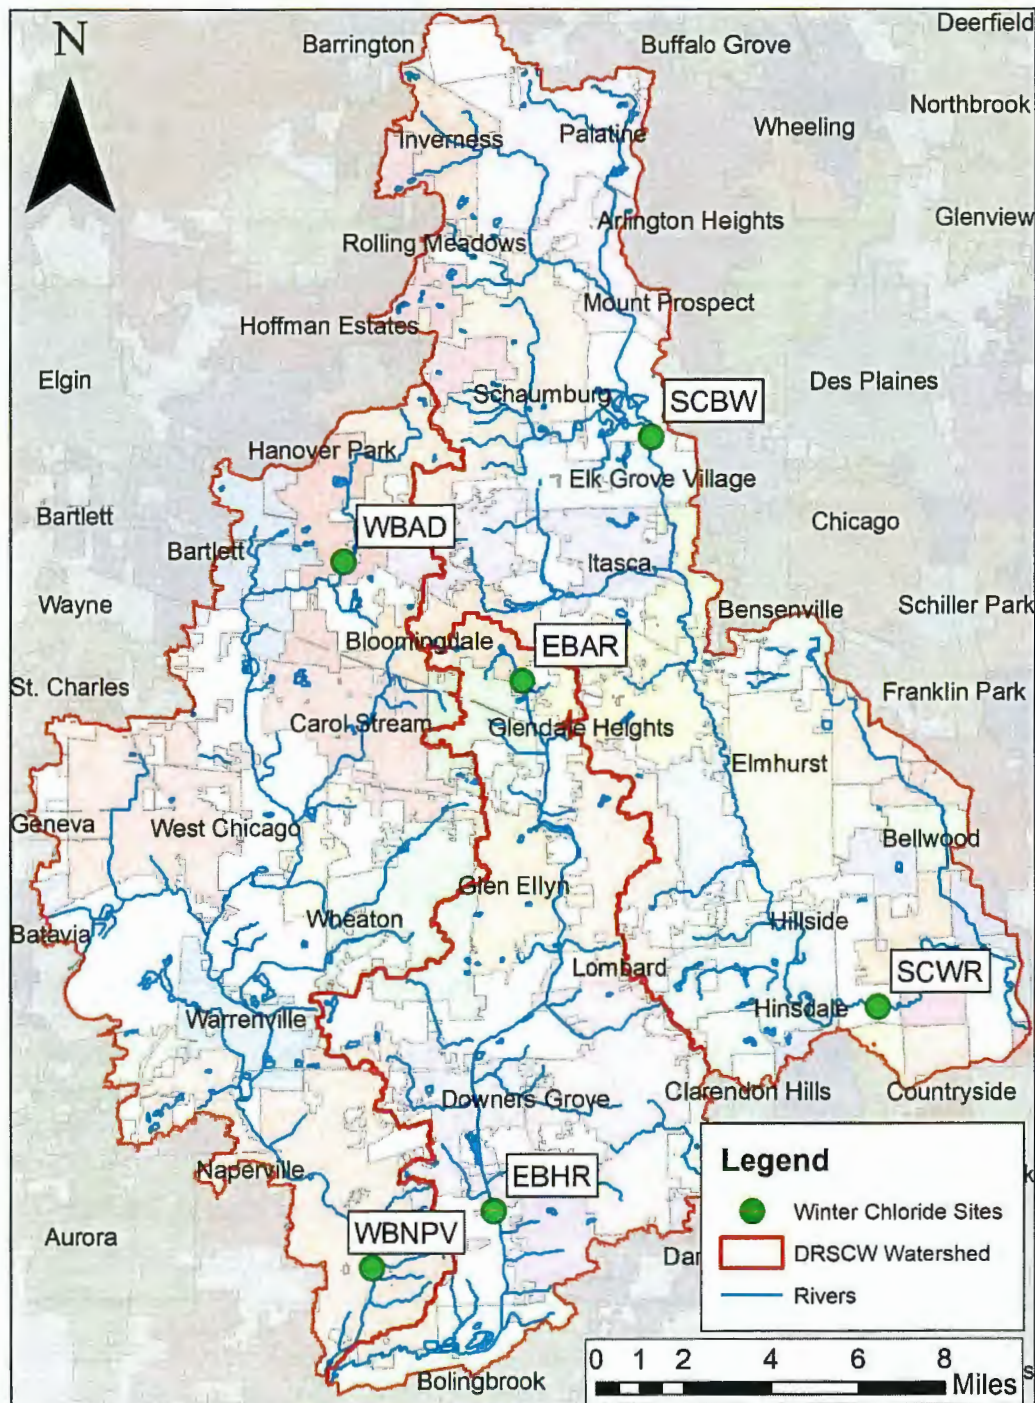 N
Barrington
Buffalo Grove
Deerfield
Northbrook
Wheeling
Inverness
Palatine
Arlington Heights
Glenview
Rolling Meadows
Mount Prospect
Hoffman Estates
Elgin
Des Plaines
Schaumburg
SCBW
Hanover Park
Elk Grove Village
Bartlett
WBAD
Chicago
Bartlett
Itasca
Wayne
Bensenville
Schiller Park
Bloomingdale
EBAR
St. Charles
Franklin Park
Carol Stream
Glendale Heights
Elmhurst
Geneva
West Chicago
Bellwood
Glen Ellyn
Batavia
Wheaton
Hillside
Lombard
SCWR
Warrenville
Hinsdale
Downers Grove
Clarendon Hills
Countryside
Naperville
EBHR
Aurora
WBNPV
Dar
Legend
k
Winter Chloride Sites
DRSCW Watershed
Rivers
Bolingbrook
0 1 2 4 6 8
Miles
s